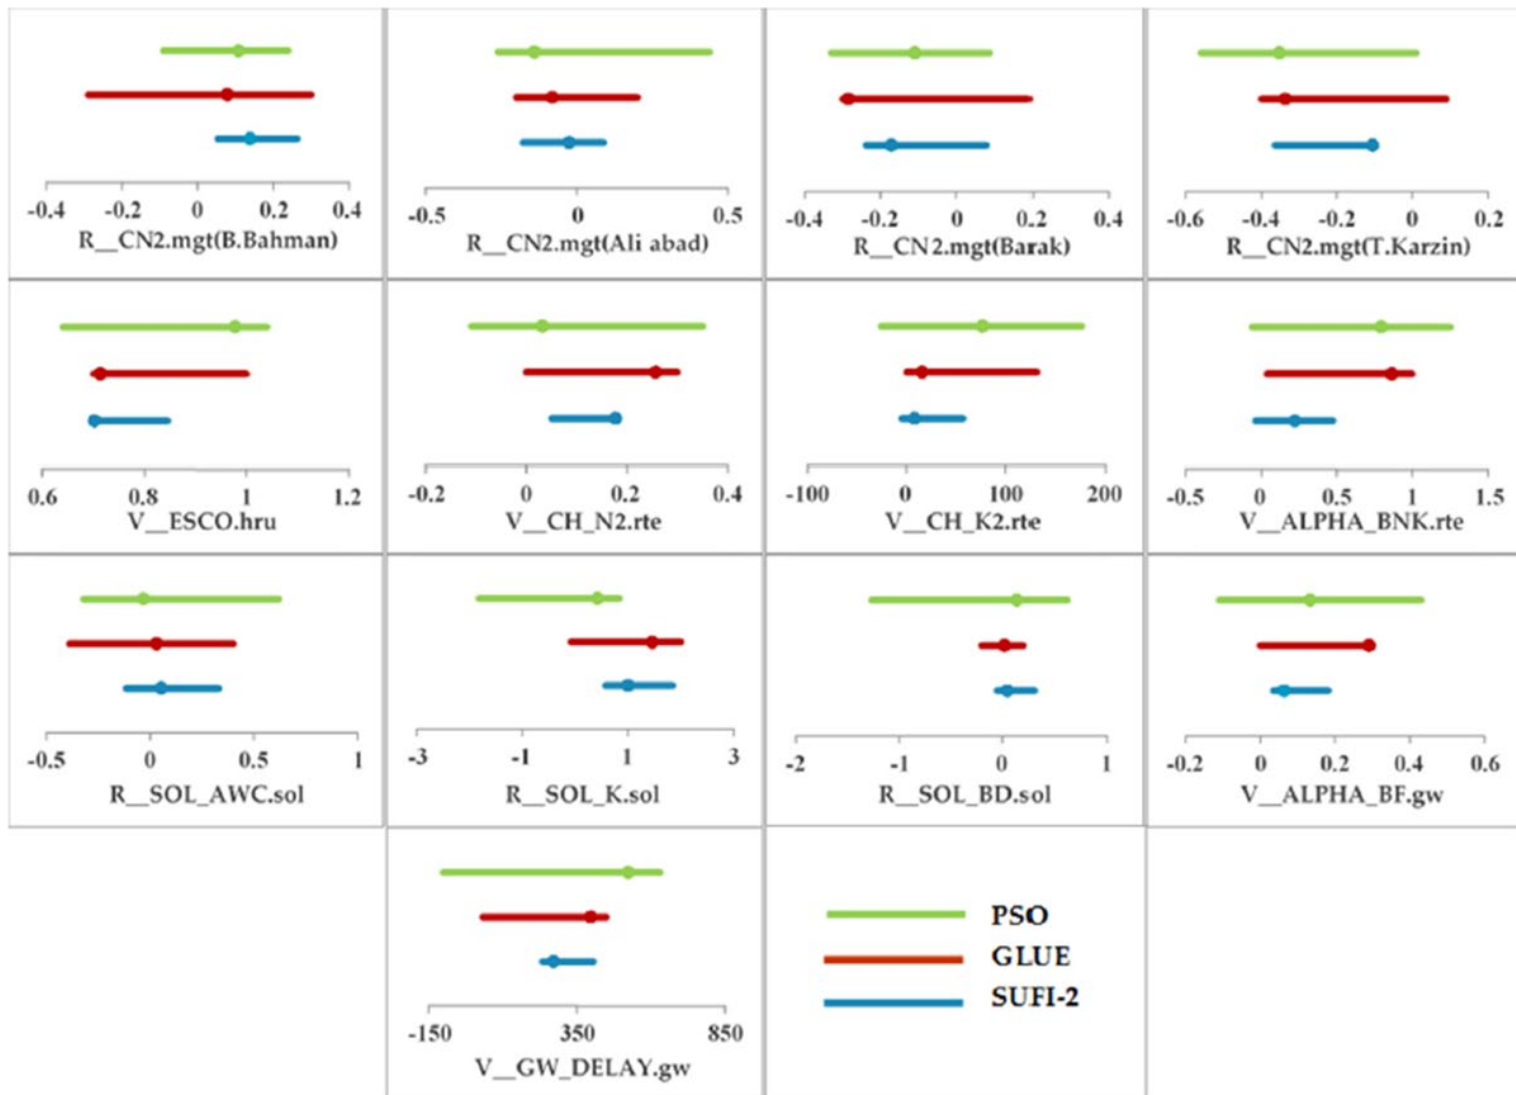 -0.4 -0.2 0 0.2 0.4
R__CN2.mgt(B.Bahman)
-0.5 0 0.5
R__CN2.mgt(Ali abad)
-0.4 -0.2 0 0.2 0.4
R__CN2.mgt(Barak)
-0.6 -0.4 -0.2 0 0.2
R__CN2.mgt(T.Karzin)
0.6 0.8 1 1.2
V__ESCO.hru
-0.2 0 0.2 0.4
V__CH_N2.rte
-100 0 100 200
V__CH_K2.rte
-0.5 0 0.5 1 1.5
V__ALPHA_BNK.rte
-0.5 0 0.5 1
R__SOL_AWC.sol
-3 -1 1 3
R__SOL_K.sol
-2 -1 0 1
R__SOL_BD.sol
-0.2 0 0.2 0.4 0.6
V__ALPHA_BF.gw
-150 350 850
V__GW_DELAY.gw
PSO
GLUE
SUFI-2